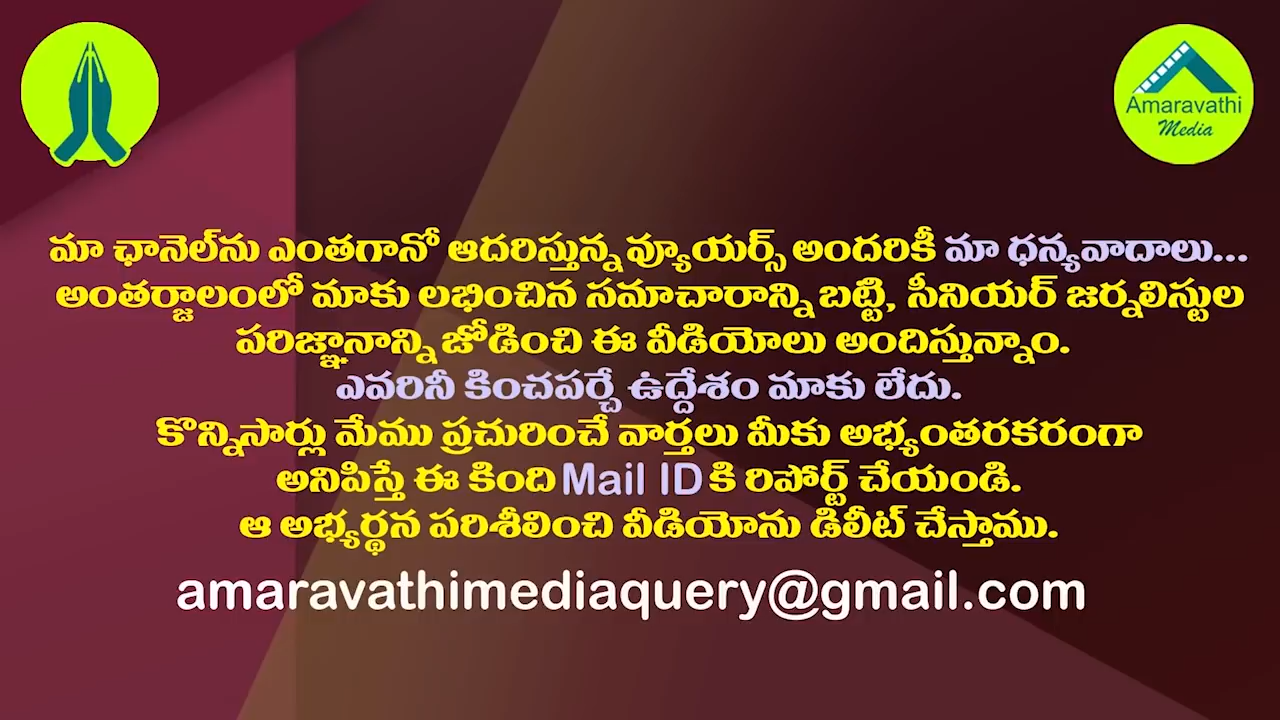 Amaravathi
Media
మా ఛానెల్‌ను ఎంతగానో ఆదరిస్తున్న వ్యూయర్స్ అందరికీ మా ధన్యవాదాలు...
అంతర్జాలంలో మాకు లభించిన సమాచారాన్ని బట్టి, సీనియర్ జర్నలిస్టుల
పరిజ్ఞానాన్ని జోడించి ఈ వీడియోలు అందిస్తున్నాం.
ఎవరినీ కించపర్చే ఉద్దేశం మాకు లేదు.
కొన్నిసార్లు మేము ప్రచురించే వార్తలు మీకు అభ్యంతరకరంగా
అనిపిస్తే ఈ కింది Mail ID కి రిపోర్ట్ చేయండి.
ఆ అభ్యర్థన పరిశీలించి వీడియోను డిలీట్ చేస్తాము.
amaravathimediaquery@gmail.com